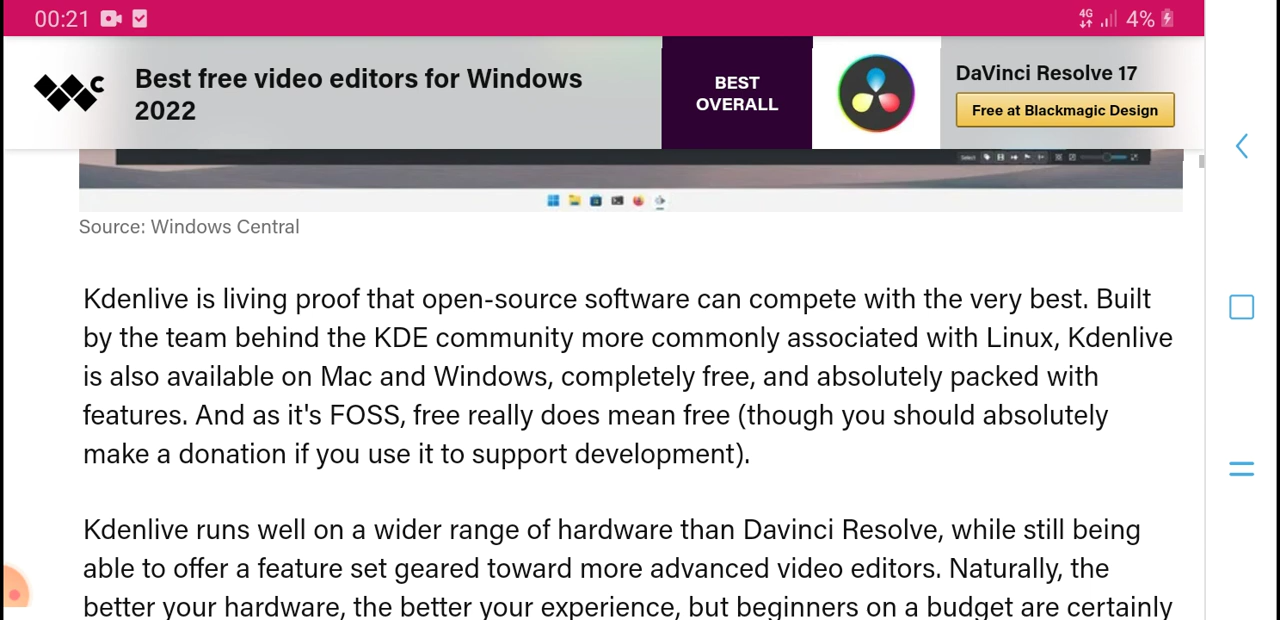 00:21
4G 4%
Best free video editors for Windows
2022
BEST
OVERALL
DaVinci Resolve 17
Free at Blackmagic Design
Select
Source: Windows Central
Kdenlive is living proof that open-source software can compete with the very best. Built
by the team behind the KDE community more commonly associated with Linux, Kdenlive
is also available on Mac and Windows, completely free, and absolutely packed with
features. And as it's FOSS, free really does mean free (though you should absolutely
make a donation if you use it to support development).
Kdenlive runs well on a wider range of hardware than Davinci Resolve, while still being
able to offer a feature set geared toward more advanced video editors. Naturally, the
better your hardware, the better your experience, but beginners on a budget are certainly